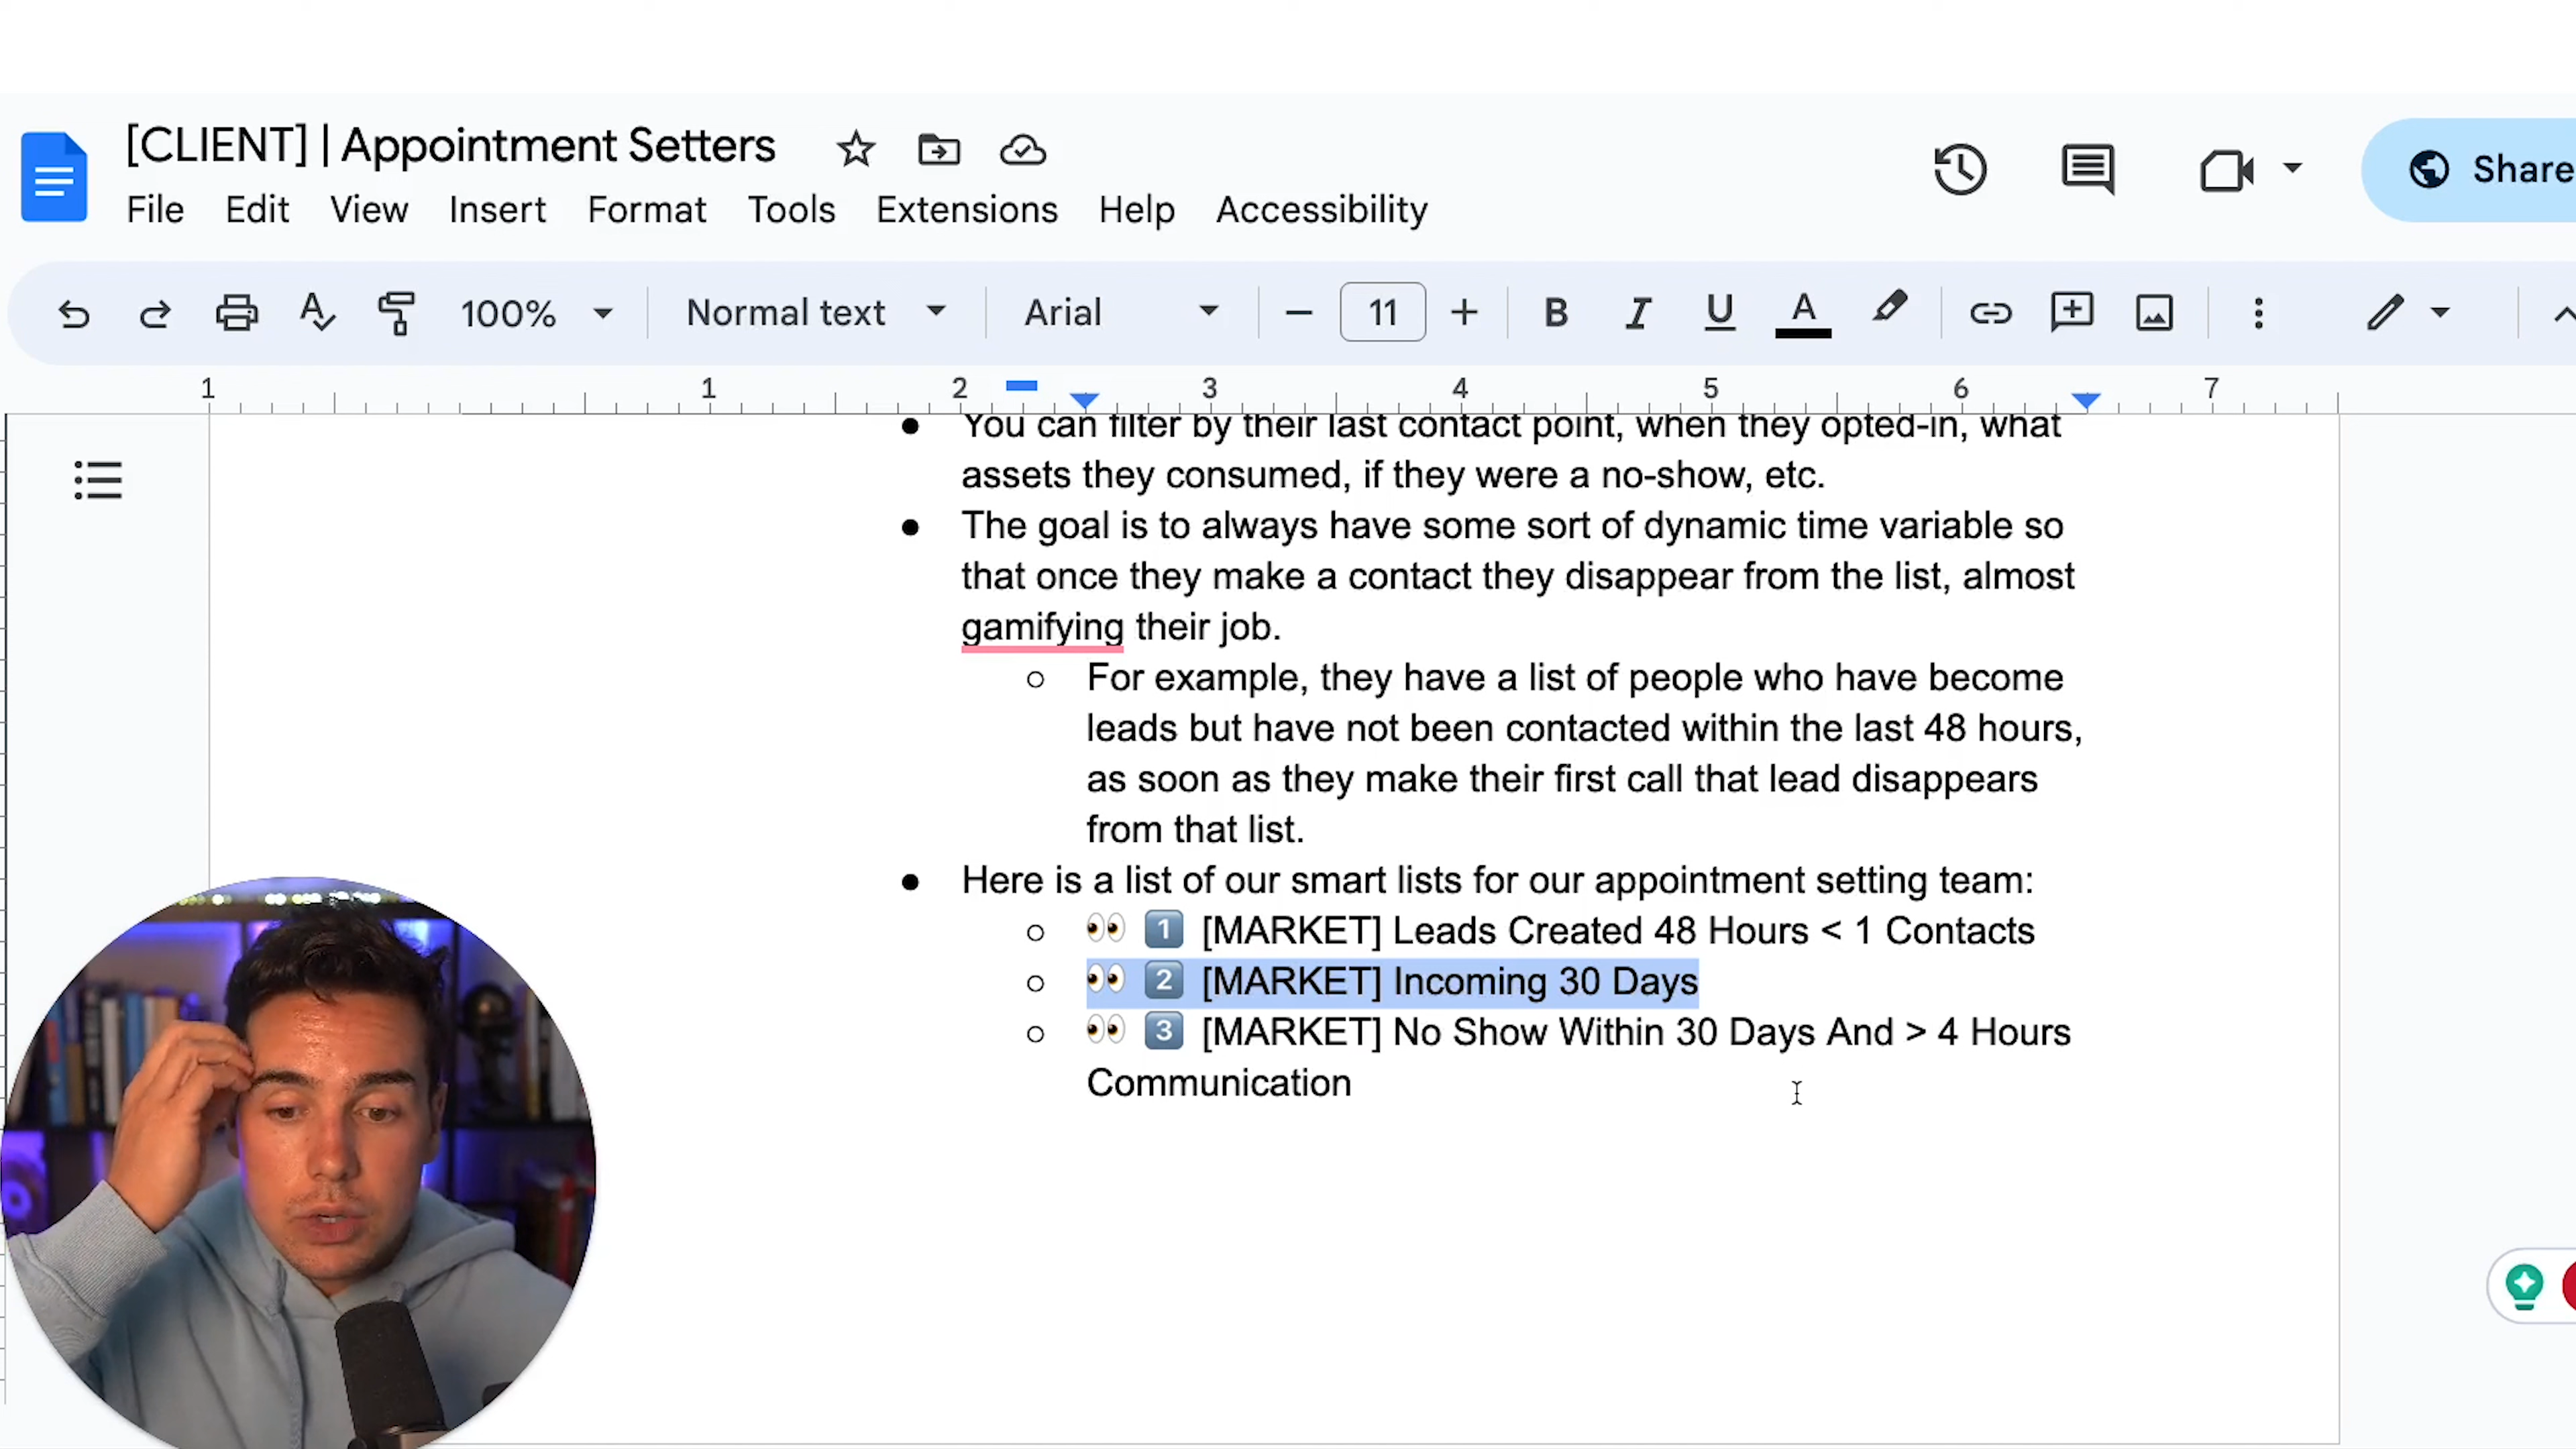 [CLIENT] | Appointment Setters
File Edit View Insert Format Tools Extensions Help Accessibility
Share
100% Normal text Arial 11 B I U A
1 1 2 3 4 5 6 7
● You can filter by their last contact point, when they opted-in, what
assets they consumed, if they were a no-show, etc.
● The goal is to always have some sort of dynamic time variable so
that once they make a contact they disappear from the list, almost
gamifying their job.
○ For example, they have a list of people who have become
leads but have not been contacted within the last 48 hours,
as soon as they make their first call that lead disappears
from that list.
● Here is a list of our smart lists for our appointment setting team:
○ 👀 1️⃣ [MARKET] Leads Created 48 Hours < 1 Contacts
○ 👀 2️⃣ [MARKET] Incoming 30 Days
○ 👀 3️⃣ [MARKET] No Show Within 30 Days And > 4 Hours
Communication